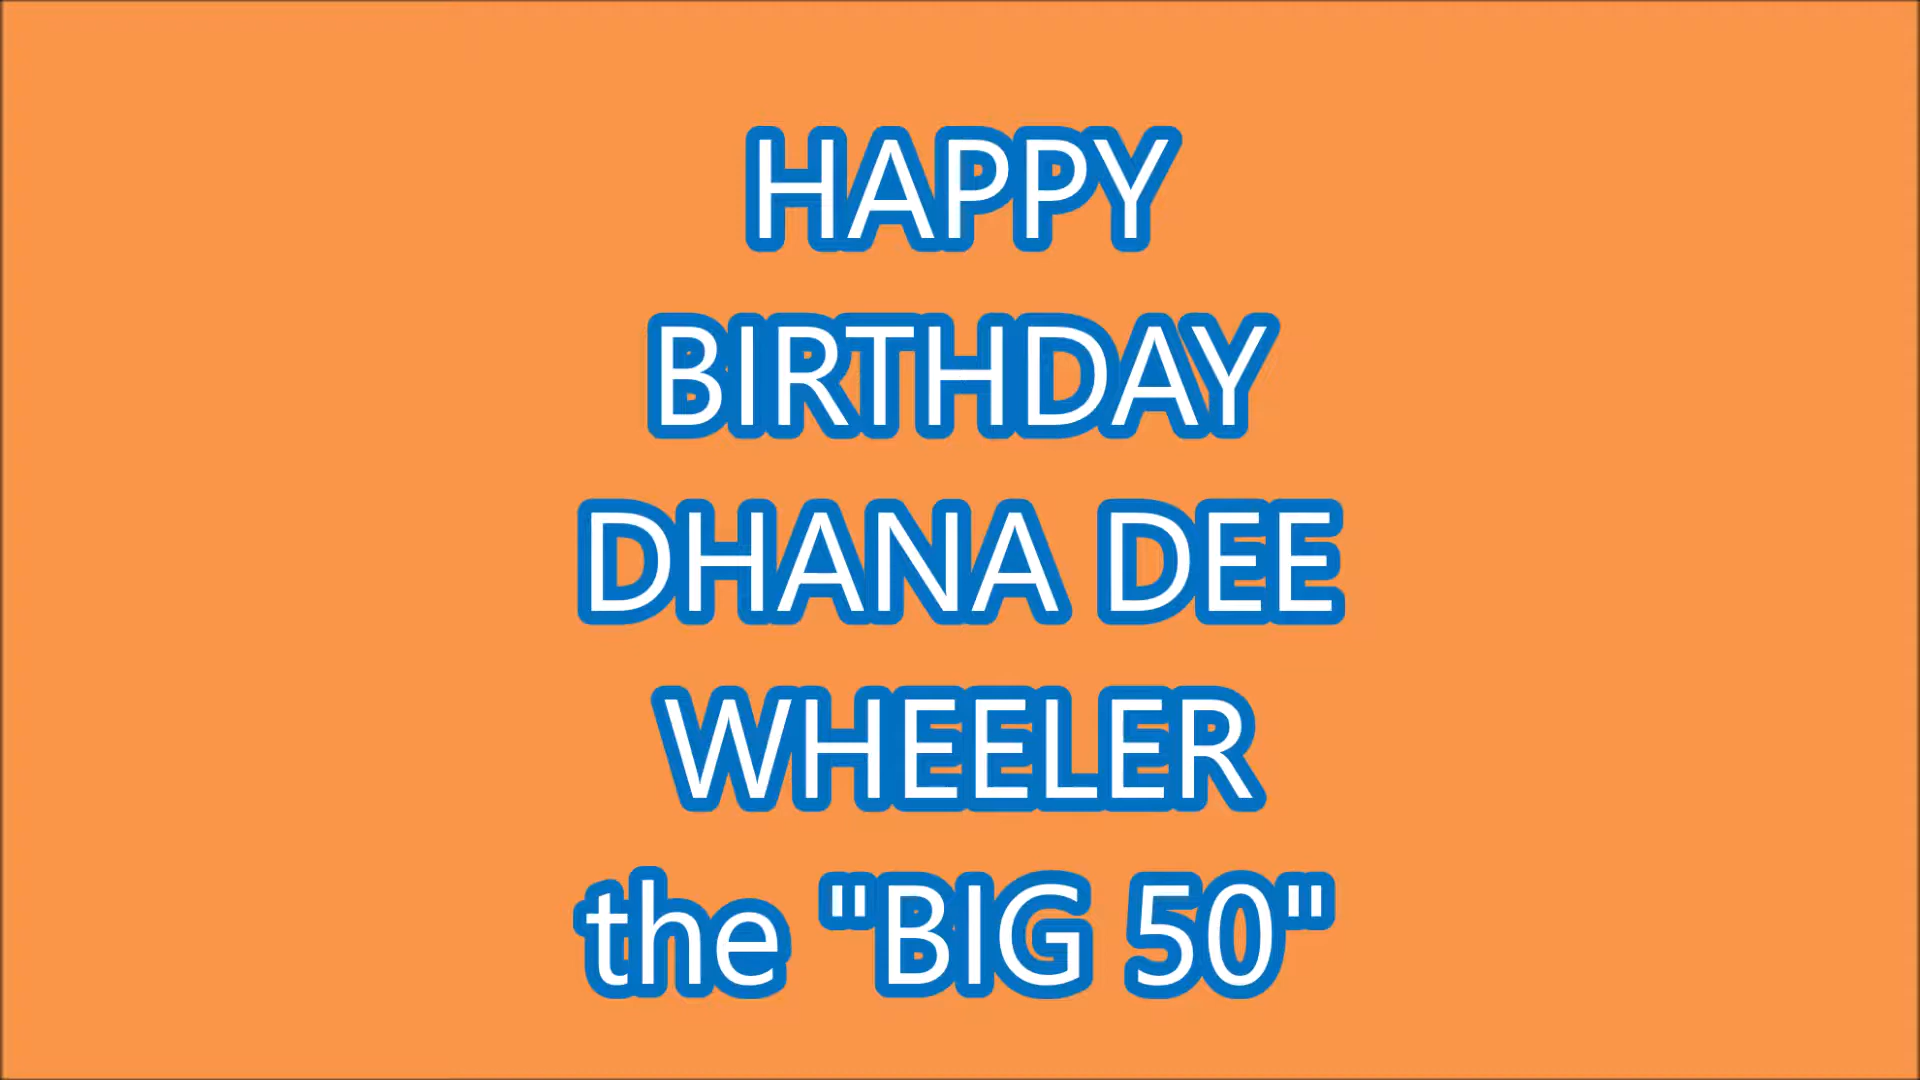 HAPPY
BIRTHDAY
DHANA DEE
WHEELER
the "BIG 50"